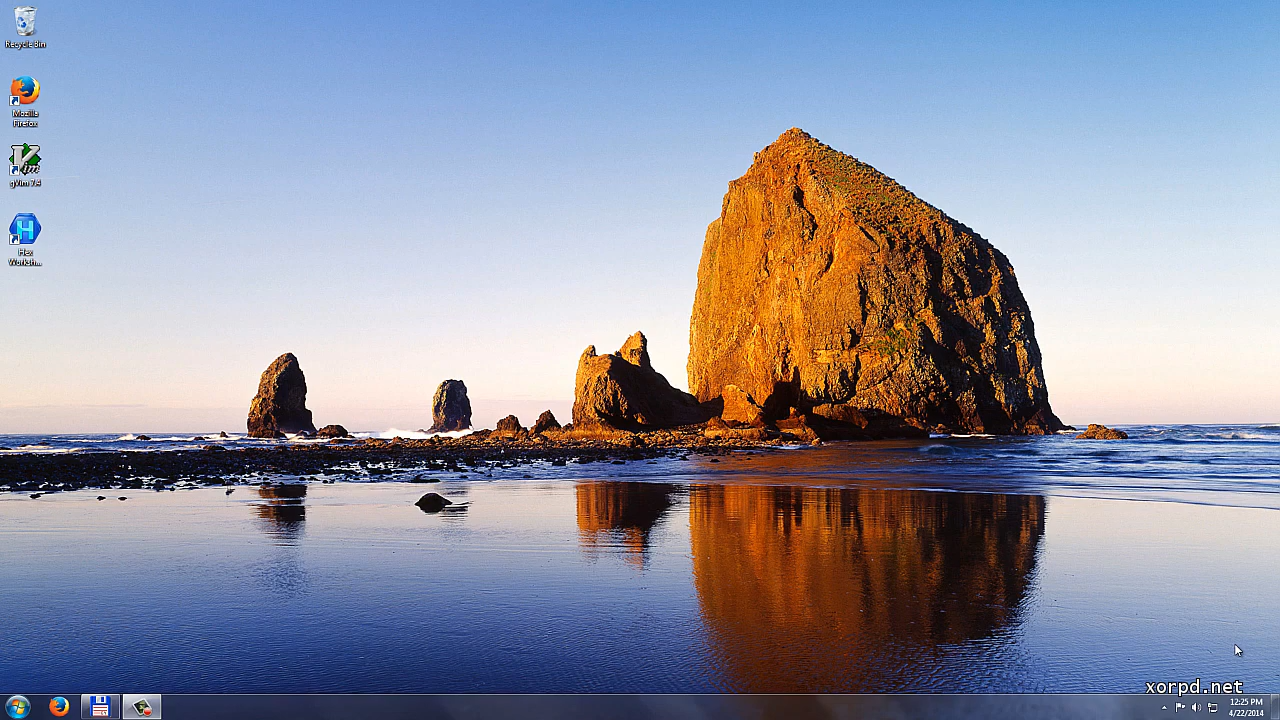 Recycle Bin
Mozilla
Firefox
gVim 7.4
Hex
Worksh...
xorpd.net
12:25 PM
4/22/2014